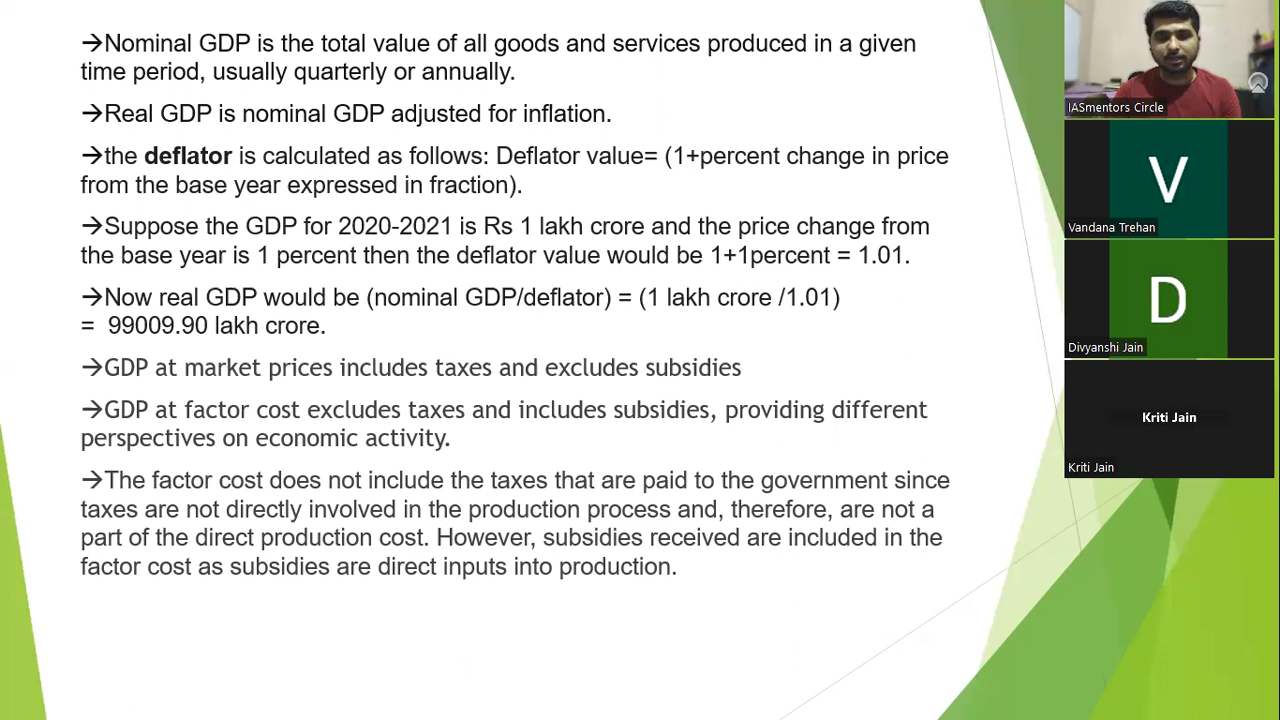 →Nominal GDP is the total value of all goods and services produced in a given
time period, usually quarterly or annually.
→Real GDP is nominal GDP adjusted for inflation.
→the deflator is calculated as follows: Deflator value= (1+percent change in price
from the base year expressed in fraction).
→Suppose the GDP for 2020-2021 is Rs 1 lakh crore and the price change from
the base year is 1 percent then the deflator value would be 1+1percent = 1.01.
→Now real GDP would be (nominal GDP/deflator) = (1 lakh crore /1.01)
= 99009.90 lakh crore.
→GDP at market prices includes taxes and excludes subsidies
→GDP at factor cost excludes taxes and includes subsidies, providing different
perspectives on economic activity.
→The factor cost does not include the taxes that are paid to the government since
taxes are not directly involved in the production process and, therefore, are not a
part of the direct production cost. However, subsidies received are included in the
factor cost as subsidies are direct inputs into production.
IASmentors Circle
V
Vandana Trehan
D
Divyanshi Jain
Kriti Jain
Kriti Jain